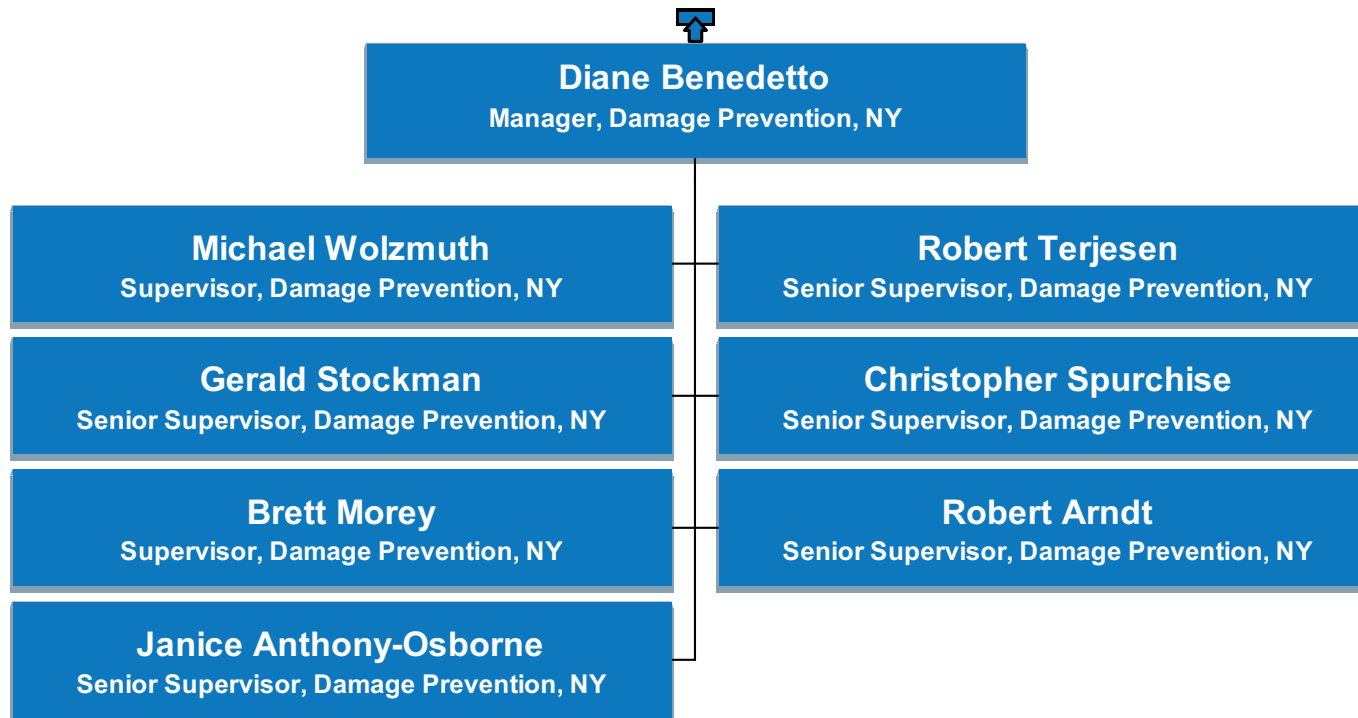 Diane Benedetto
Manager, Damage Prevention, NY
Michael Wolzmuth
Supervisor, Damage Prevention, NY
Robert Terjesen
Senior Supervisor, Damage Prevention, NY
Gerald Stockman
Senior Supervisor, Damage Prevention, NY
Christopher Spurchise
Senior Supervisor, Damage Prevention, NY
Brett Morey
Supervisor, Damage Prevention, NY
Robert Arndt
Senior Supervisor, Damage Prevention, NY
Janice Anthony-Osborne
Senior Supervisor, Damage Prevention, NY